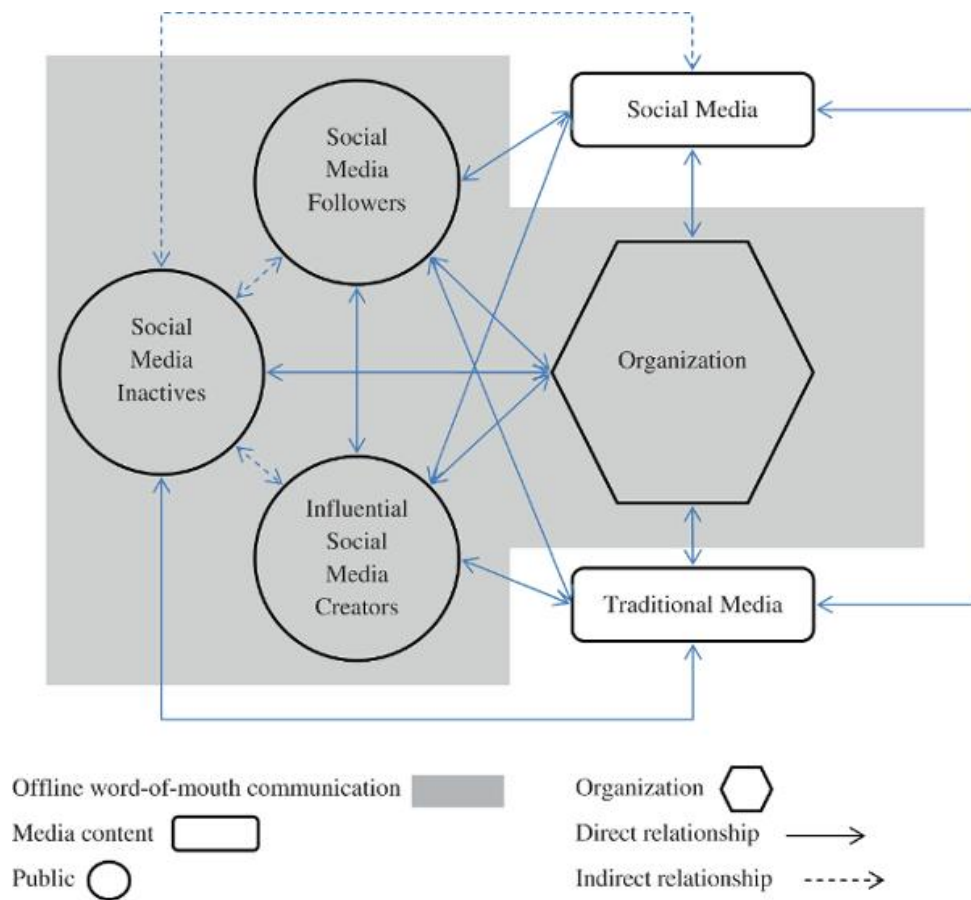 Social Media
Social
Media
Followers
Social
Media
Inactives
Organization
Influential
Social
Media
Creators
Traditional Media
Offline word-of-mouth communication
Organization
Media content
Direct relationship
Public
Indirect relationship